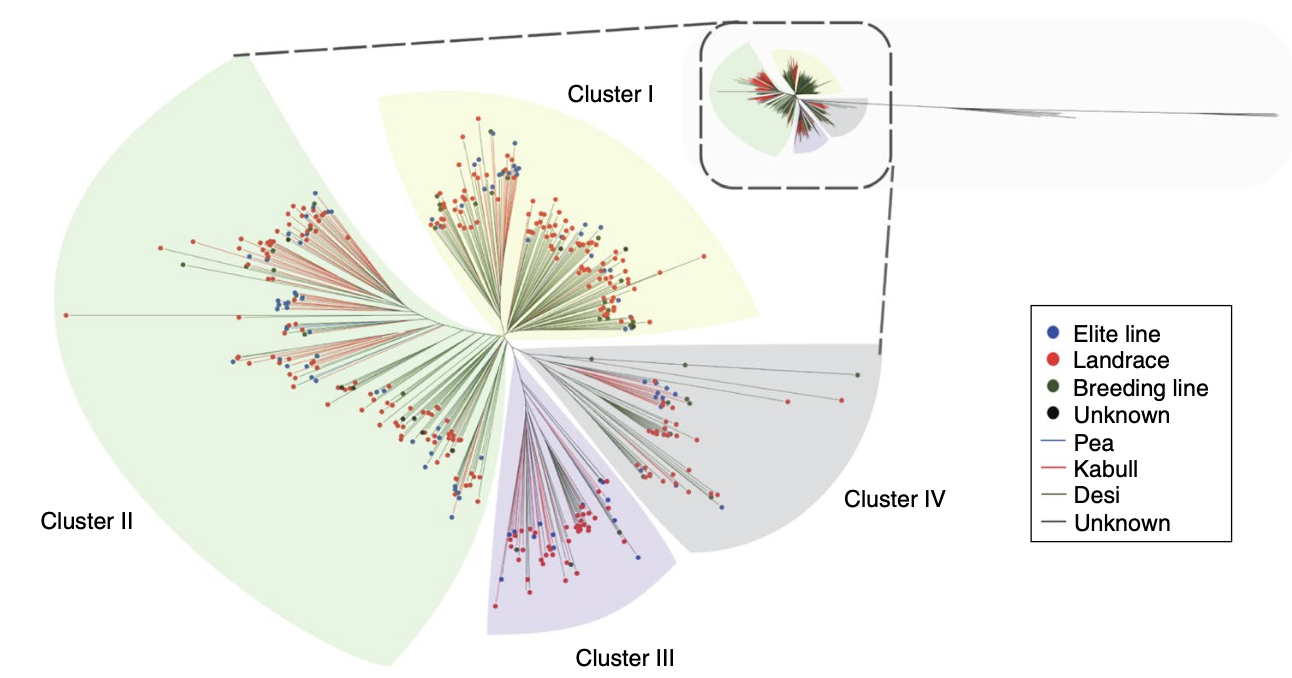 Cluster I
Cluster II
Cluster III
Cluster IV
Elite line
Landrace
Breeding line
Unknown
Pea
Kabull
Desi
Unknown